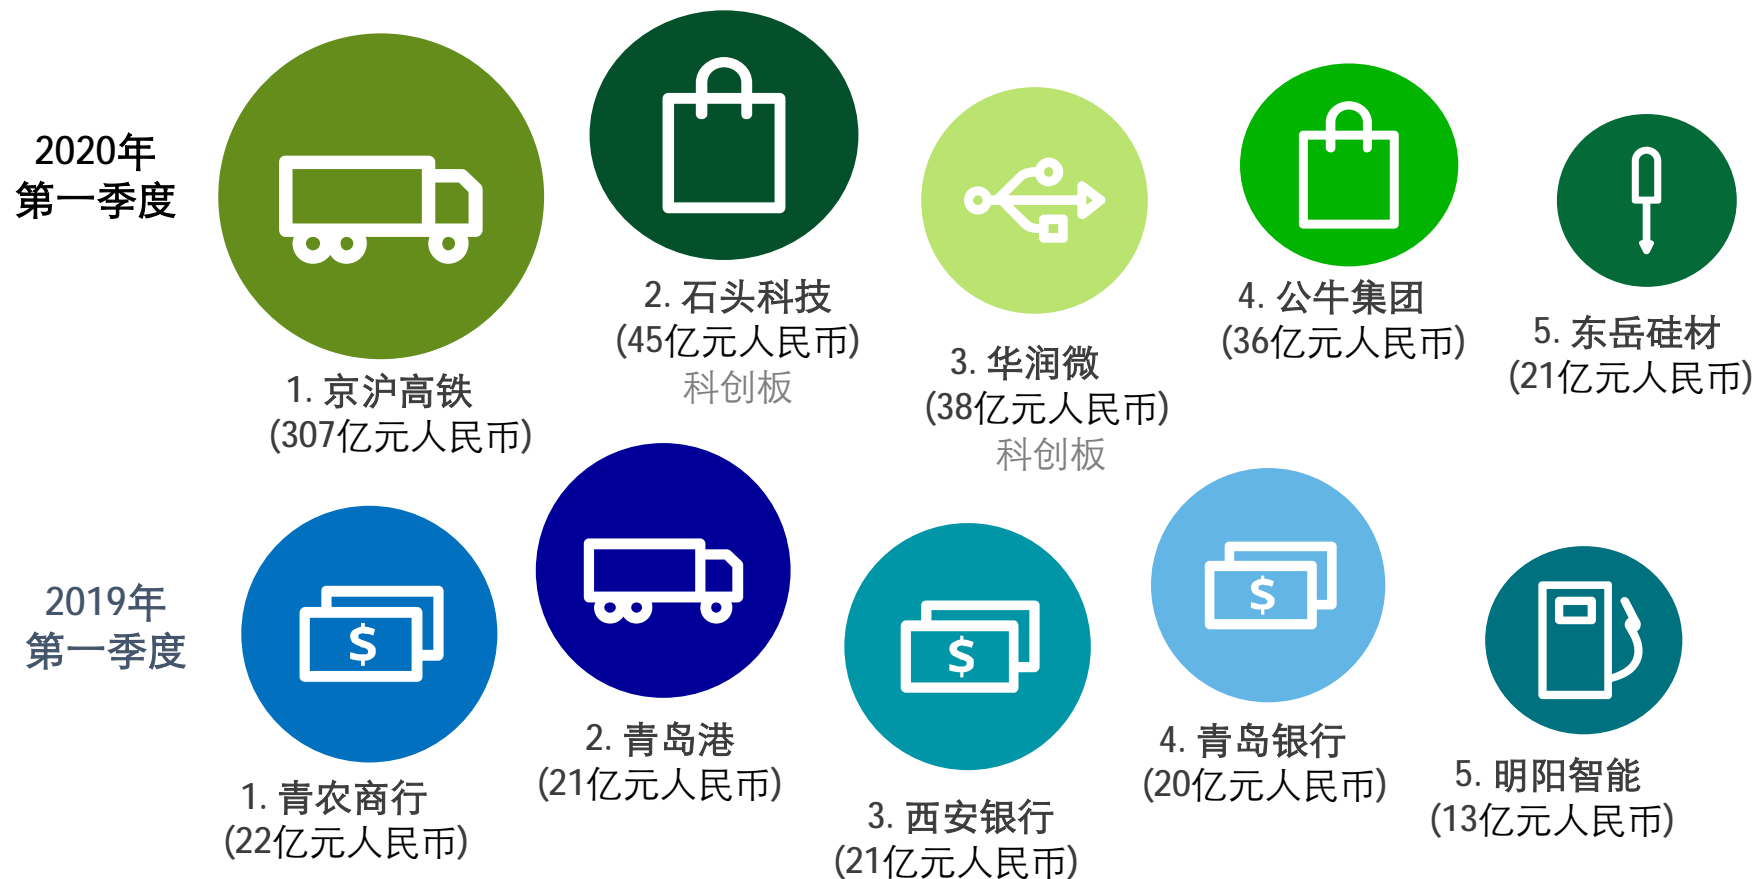 2020年
第一季度
1. 京沪高铁
(307亿元人民币)
2. 石头科技
(45亿元人民币)
科创板
3. 华润微
(38亿元人民币)
科创板
4. 公牛集团
(36亿元人民币)
5. 东岳硅材
(21亿元人民币)
2019年
第一季度
$
1. 青农商行
(22亿元人民币)
2. 青岛港
(21亿元人民币)
$
3. 西安银行
(21亿元人民币)
$
4. 青岛银行
(20亿元人民币)
5. 明阳智能
(13亿元人民币)